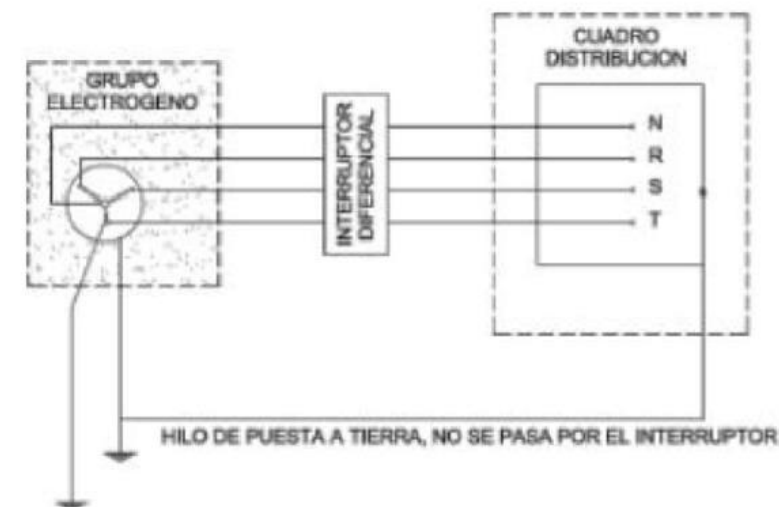 GRUPO
ELECTROGENO
INTERRUPTOR
DIFERENCIAL
CUADRO
DISTRIBUCION
N
R
S
T
HILO DE PUESTA A TIERRA, NO SE PASA POR EL INTERRUPTOR